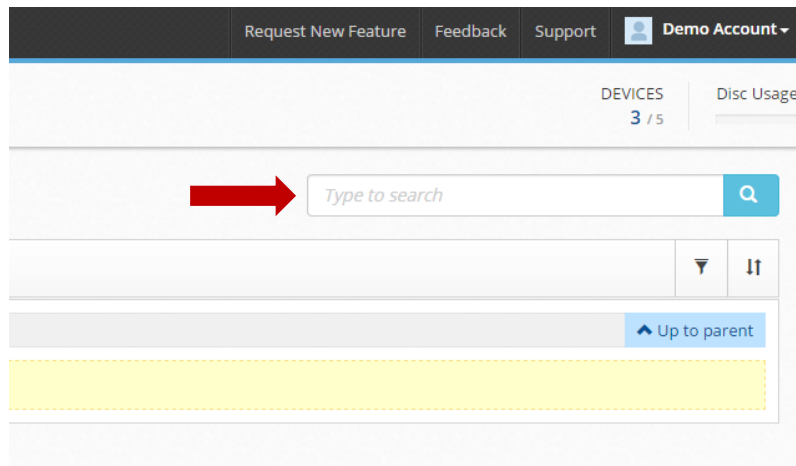 Request New Feature Feedback Support Demo Account
DEVICES Disc Usage
3 / 5
Type to search
Up to parent